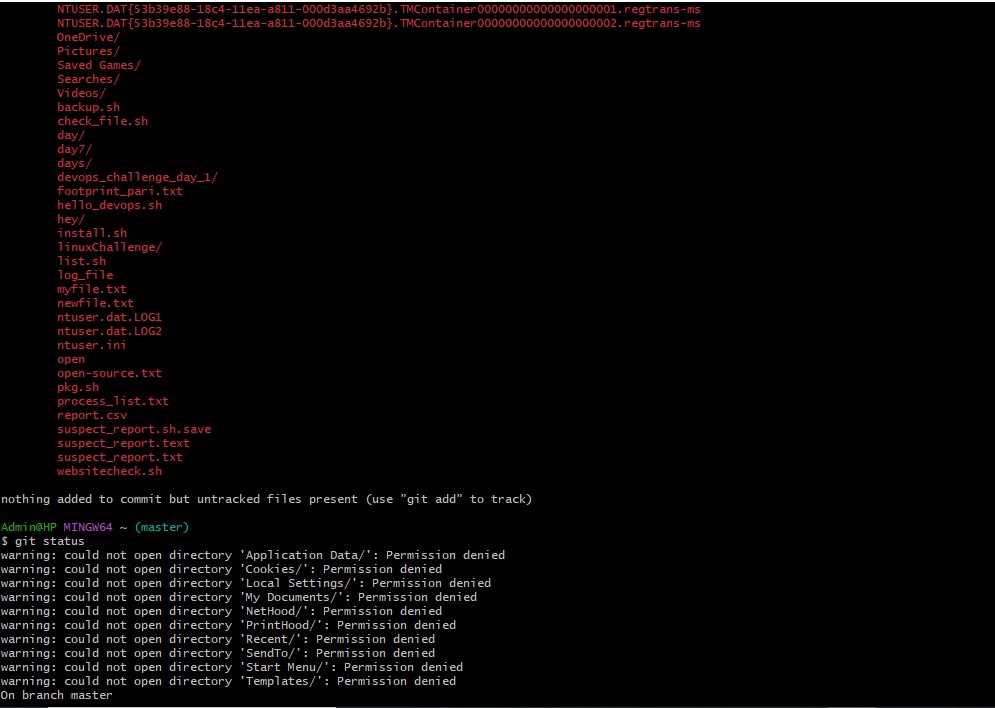 NTUSER.DAT{53b39e88-18c4-11ea-a811-000d3aa4692b}.TMContainer00000000000000000001.regtrans-ms
NTUSER.DAT{53b39e88-18c4-11ea-a811-000d3aa4692b}.TMContainer00000000000000000002.regtrans-ms
OneDrive/
Pictures/
Saved Games/
Searches/
Videos/
backup.sh
check_file.sh
day/
day7/
days/
devops_challenge_day_1/
footprint_pari.txt
hello_devops.sh
hey/
install.sh
linuxChallenge/
list.sh
log_file
myfile.txt
newfile.txt
ntuser.dat.LOG1
ntuser.dat.LOG2
ntuser.ini
open
open-source.txt
pkg.sh
process_list.txt
report.csv
suspect_report.sh.save
suspect_report.text
suspect_report.txt
websitecheck.sh
nothing added to commit but untracked files present (use "git add" to track)
Admin@HP MINGW64 ~ (master)
$ git status
warning: could not open directory 'Application Data/': Permission denied
warning: could not open directory 'Cookies/': Permission denied
warning: could not open directory 'Local Settings/': Permission denied
warning: could not open directory 'My Documents/': Permission denied
warning: could not open directory 'NetHood/': Permission denied
warning: could not open directory 'PrintHood/': Permission denied
warning: could not open directory 'Recent/': Permission denied
warning: could not open directory 'SendTo/': Permission denied
warning: could not open directory 'Start Menu/': Permission denied
warning: could not open directory 'Templates/': Permission denied
On branch master